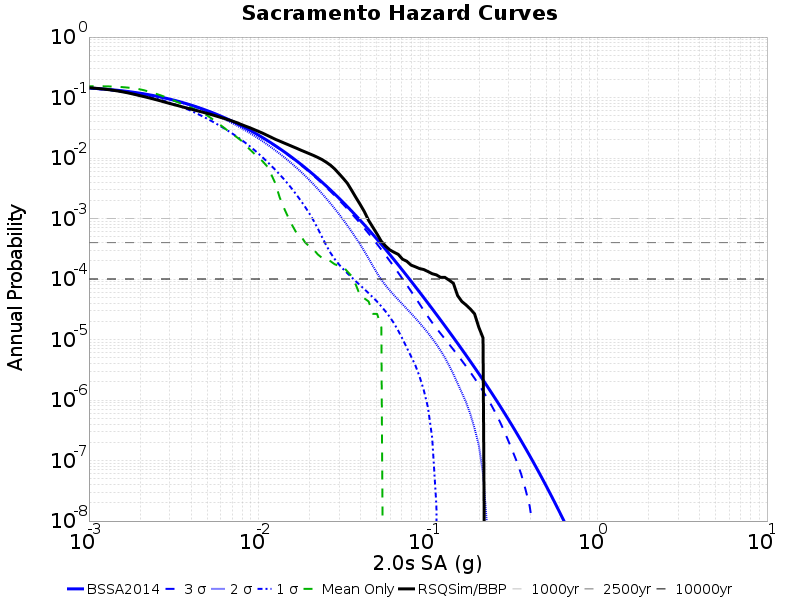 Sacramento Hazard Curves
10^0
10^-1
10^-2
10^-3
10^-4
10^-5
10^-6
10^-7
10^-8
Annual Probability
10^-3 10^-2 10^-1 10^0 10^1
2.0s SA (g)
BSSA2014 3 σ 2 σ 1 σ Mean Only RSQSim/BBP 1000yr 2500yr 10000yr